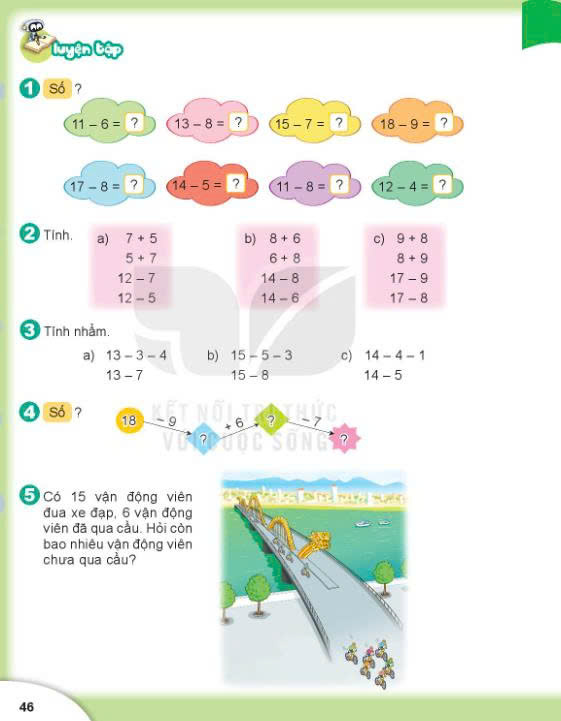 Luyện tập
1 Số ?
11 – 6 = ? 13 – 8 = ? 15 – 7 = ? 18 – 9 = ?
17 – 8 = ? 14 – 5 = ? 11 – 8 = ? 12 – 4 = ?
2 Tính. a) 7 + 5 b) 8 + 6 c) 9 + 8
5 + 7 6 + 8 8 + 9
12 – 7 14 – 8 17 – 9
12 – 5 14 – 6 17 – 8
3 Tính nhẩm.
a) 13 – 3 – 4 b) 15 – 5 – 3 c) 14 – 4 – 1
13 – 7 15 – 8 14 – 5
KẾT NỐI TRI THỨC
VỚI CUỘC SỐNG
4 Số ? 18 – 9 ? + 6 ? – 7 ?
5 Có 15 vận động viên
đua xe đạp, 6 vận động
viên đã qua cầu. Hỏi còn
bao nhiêu vận động viên
chưa qua cầu?
46